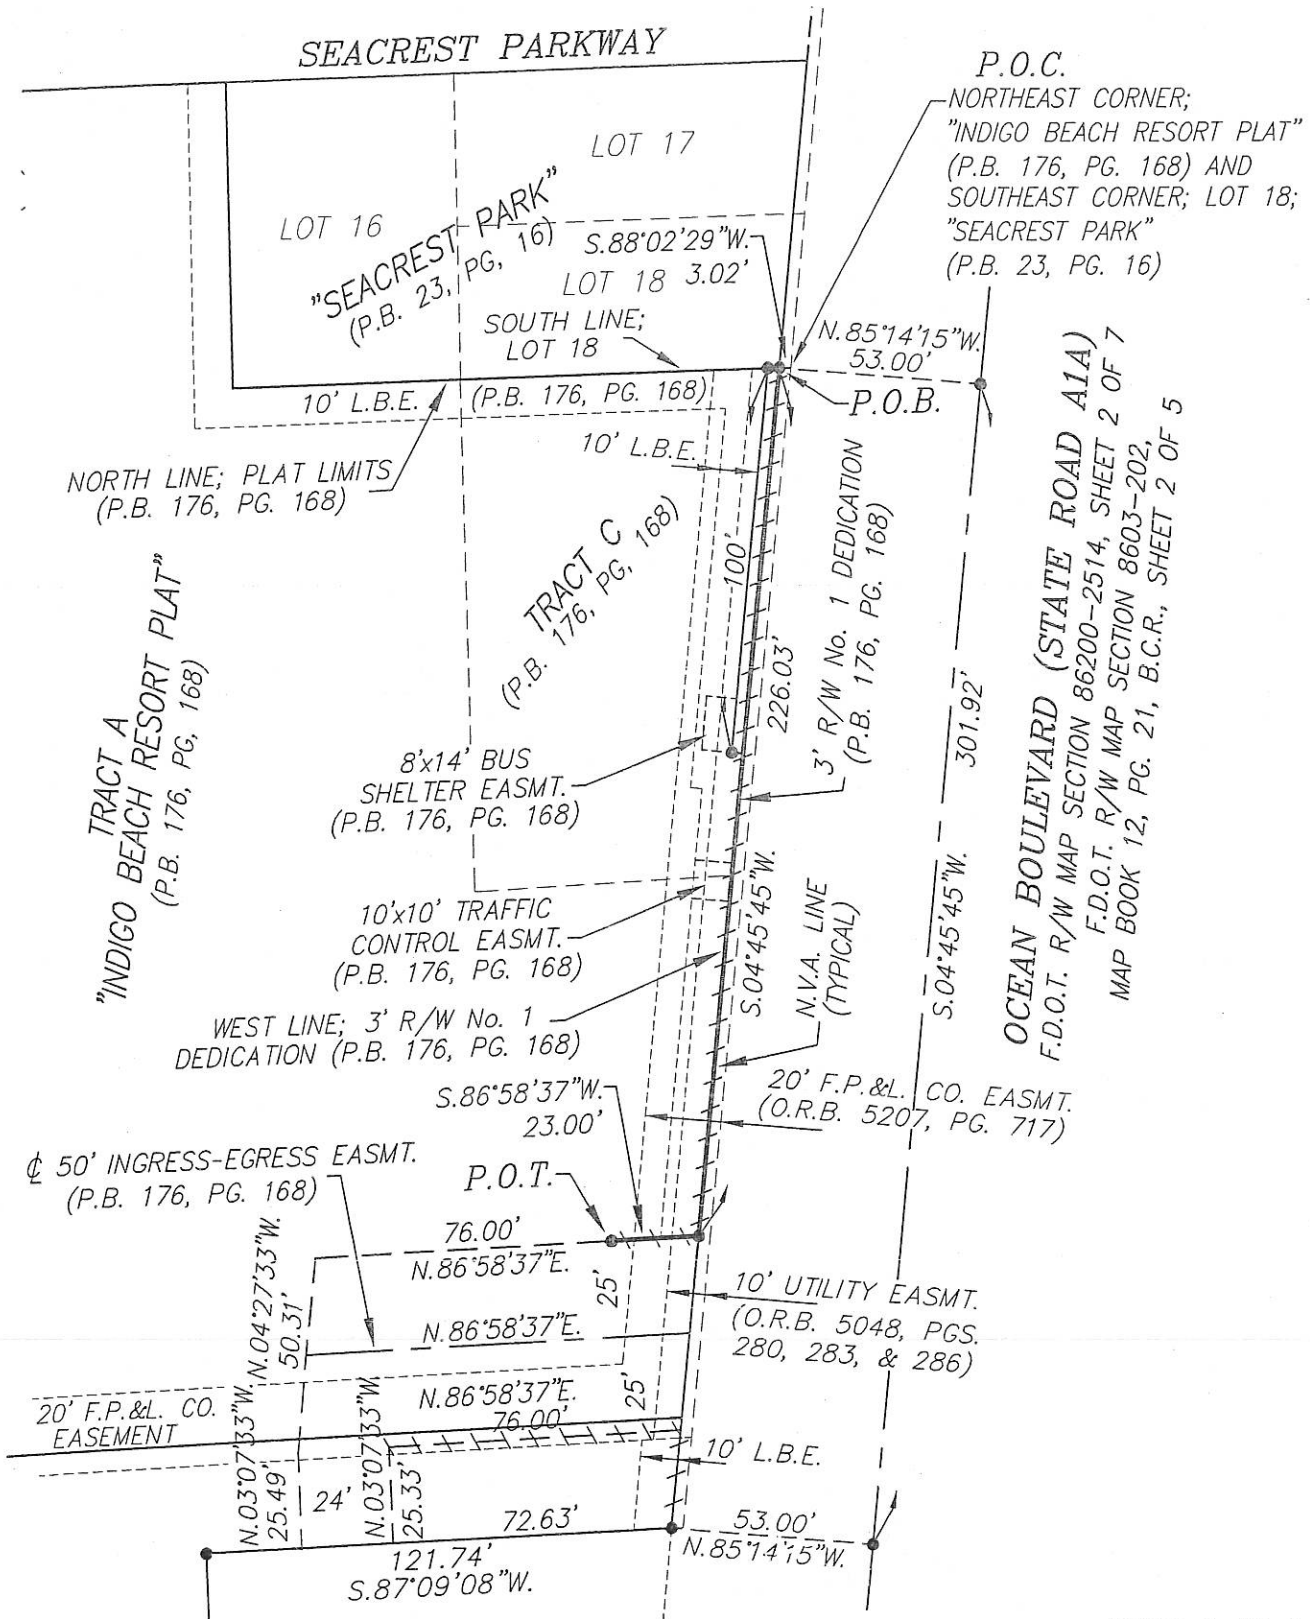 SEACREST PARKWAY
P.O.C.
NORTHEAST CORNER;
"INDIGO BEACH RESORT PLAT"
(P.B. 176, PG. 168) AND
SOUTHEAST CORNER; LOT 18;
"SEACREST PARK"
(P.B. 23, PG. 16)
LOT 17
LOT 16
"SEACREST PARK"
(P.B. 23, PG, 16)
S.88°02'29"W.
3.02'
LOT 18
SOUTH LINE;
LOT 18
N.85°14'15"W.
53.00'
P.O.B.
10' L.B.E.
(P.B. 176, PG. 168)
10' L.B.E.
NORTH LINE; PLAT LIMITS
(P.B. 176, PG. 168)
TRACT C
(P.B. 176, PG, 168)
100'
226.03'
3' R/W No. 1 DEDICATION
(P.B. 176, PG. 168)
301.92'
S.04°45'45"W.
OCEAN BOULEVARD (STATE ROAD A1A)
F.D.O.T. R/W MAP SECTION 86200-2514, SHEET 2 OF 7
F.D.O.T. R/W MAP SECTION 8603-202,
MAP BOOK 12, PG. 21, B.C.R., SHEET 2 OF 5
TRACT A
"INDIGO BEACH RESORT PLAT"
(P.B. 176, PG, 168)
8'x14' BUS
SHELTER EASMT.
(P.B. 176, PG. 168)
10'x10' TRAFFIC
CONTROL EASMT.
(P.B. 176, PG. 168)
S.04°45'45"W.
N.V.A. LINE
(TYPICAL)
WEST LINE; 3' R/W No. 1
DEDICATION (P.B. 176, PG. 168)
S.86°58'37"W.
23.00'
20' F.P.&L. CO. EASMT.
(O.R.B. 5207, PG. 717)
℄ 50' INGRESS-EGRESS EASMT.
(P.B. 176, PG. 168)
P.O.T.
76.00'
N.86°58'37"E.
N.04°27'33"W.
50.31'
25'
N.86°58'37"E.
10' UTILITY EASMT.
(O.R.B. 5048, PGS.
280, 283, & 286)
N.86°58'37"E.
76.00'
25'
20' F.P.&L. CO.
EASEMENT
N.03°07'33"W.
25.49'
24'
N.03°07'33"W.
25.33'
10' L.B.E.
72.63'
53.00'
N.85°14'15"W.
121.74'
S.87°09'08"W.